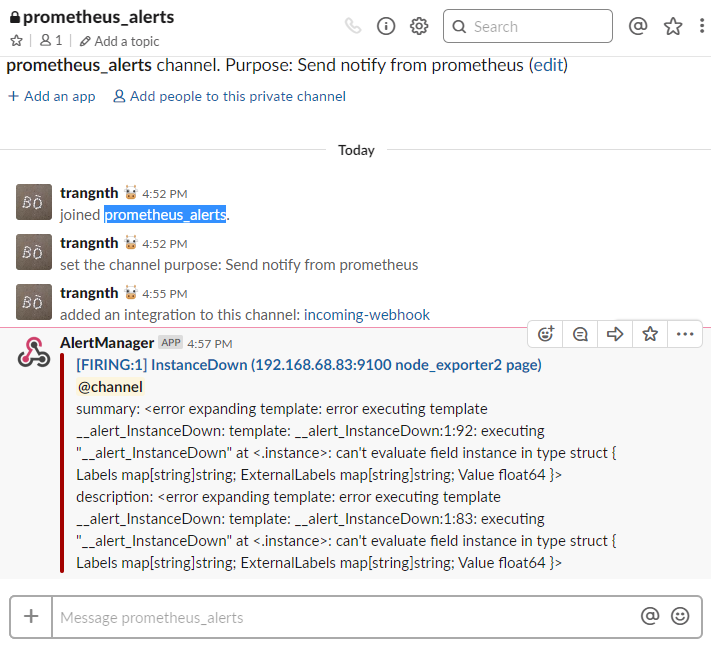 prometheus_alerts
1 Add a topic
Search
prometheus_alerts channel. Purpose: Send notify from prometheus (edit)
+ Add an app Add people to this private channel
Today
BÒ
trangnth 4:52 PM
joined prometheus_alerts.
BÒ
trangnth 4:52 PM
set the channel purpose: Send notify from prometheus
BÒ
trangnth 4:55 PM
added an integration to this channel: incoming-webhook
AlertManager APP 4:57 PM
[FIRING:1] InstanceDown (192.168.68.83:9100 node_exporter2 page)
@channel
summary: <error expanding template: error executing template
__alert_InstanceDown: template: __alert_InstanceDown:1:92: executing
"__alert_InstanceDown" at <.instance>: can't evaluate field instance in type struct {
Labels map[string]string; ExternalLabels map[string]string; Value float64 }>
description: <error expanding template: error executing template
__alert_InstanceDown: template: __alert_InstanceDown:1:83: executing
"__alert_InstanceDown" at <.instance>: can't evaluate field instance in type struct {
Labels map[string]string; ExternalLabels map[string]string; Value float64 }>
Message prometheus_alerts